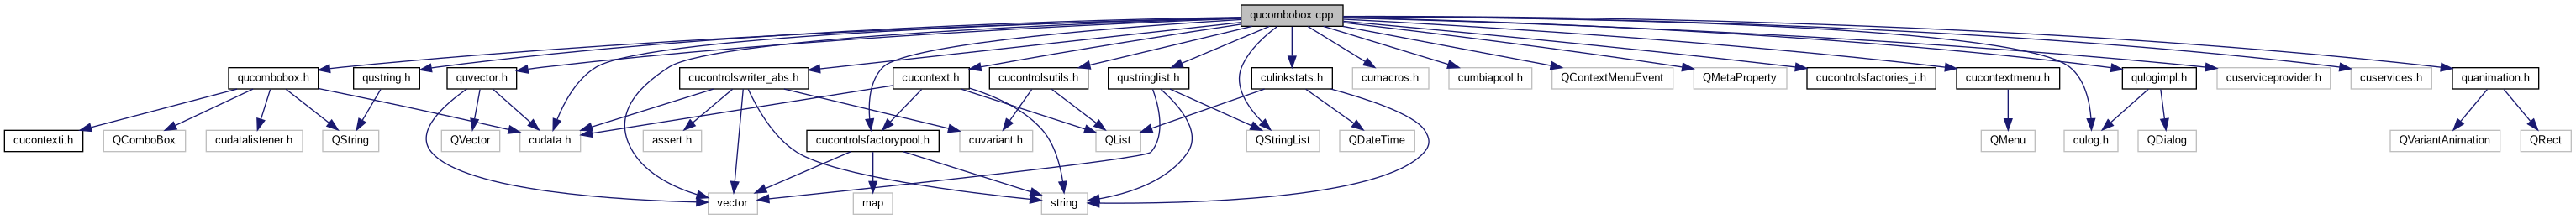 qucombobox.cpp
qucombobox.h
qustring.h
quvector.h
cucontrolswriter_abs.h
cucontext.h
cucontrolsutils.h
qustringlist.h
culinkstats.h
cumacros.h
cumbiapool.h
QContextMenuEvent
QMetaProperty
cucontrolsfactories_i.h
cucontextmenu.h
qulogimpl.h
cuserviceprovider.h
cuservices.h
quanimation.h
cucontexti.h
QComboBox
cudatalistener.h
QString
QVector
cudata.h
assert.h
cucontrolsfactorypool.h
cuvariant.h
QList
QStringList
QDateTime
QMenu
culog.h
QDialog
QVariantAnimation
QRect
vector
map
string